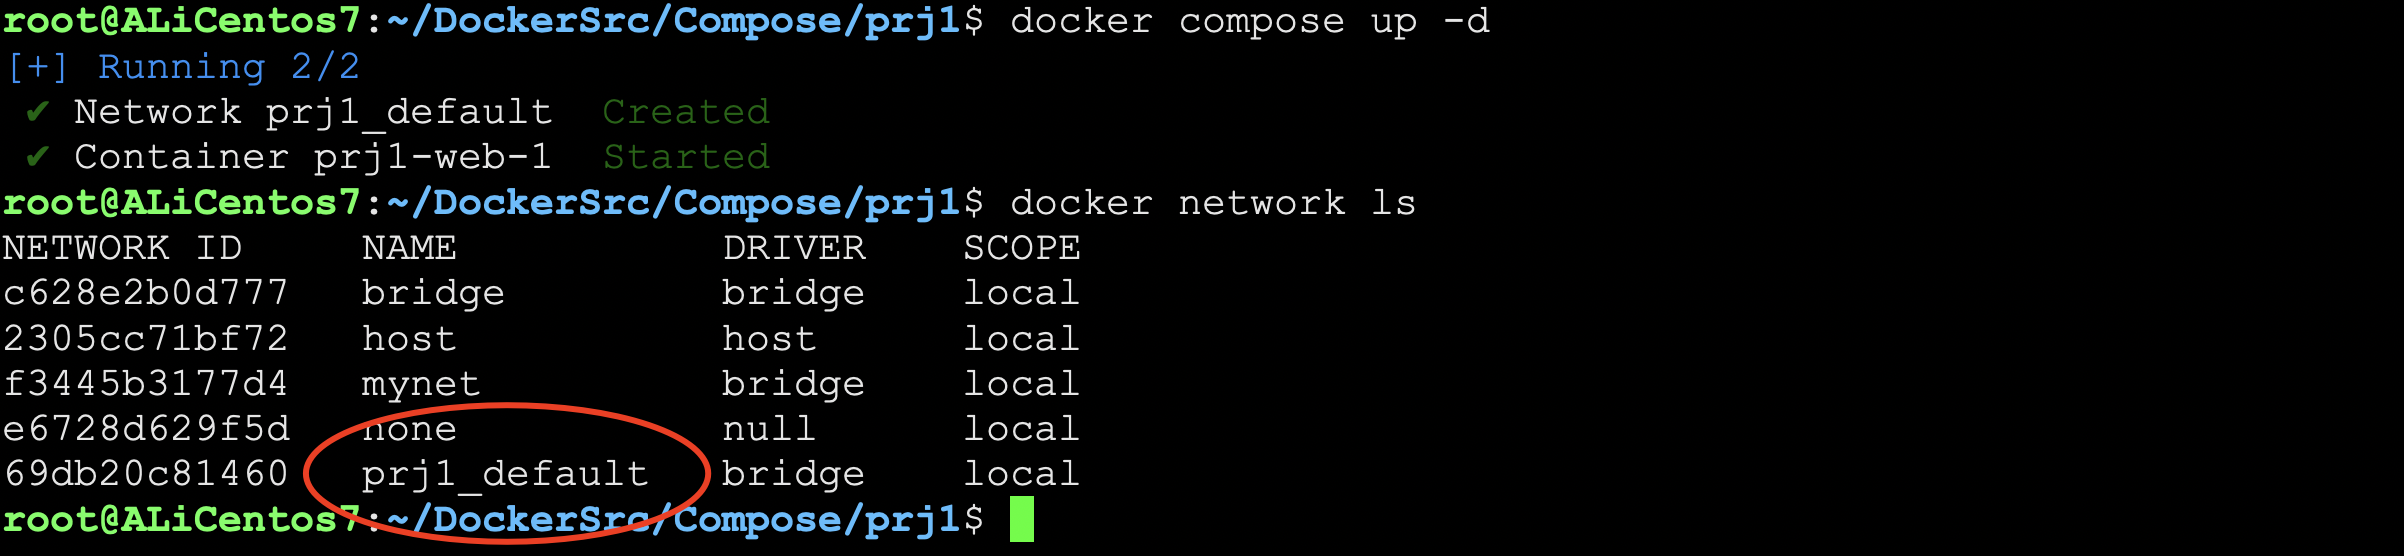 root@ALiCentos7:~/DockerSrc/Compose/prj1$ docker compose up -d
[+] Running 2/2
 ✔ Network prj1_default  Created
 ✔ Container prj1-web-1  Started
root@ALiCentos7:~/DockerSrc/Compose/prj1$ docker network ls
NETWORK ID     NAME           DRIVER    SCOPE
c628e2b0d777   bridge         bridge    local
2305cc71bf72   host           host      local
f3445b3177d4   mynet          bridge    local
e6728d629f5d   none           null      local
69db20c81460   prj1_default   bridge    local
root@ALiCentos7:~/DockerSrc/Compose/prj1$